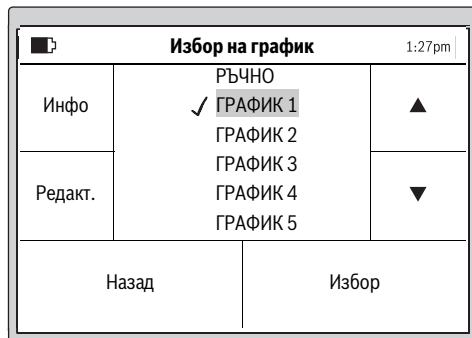 Избор на график 1:27pm
РЪЧНО
Инфо
ГРАФИК 1
ГРАФИК 2
ГРАФИК 3
Редакт.
ГРАФИК 4
ГРАФИК 5
Назад
Избор